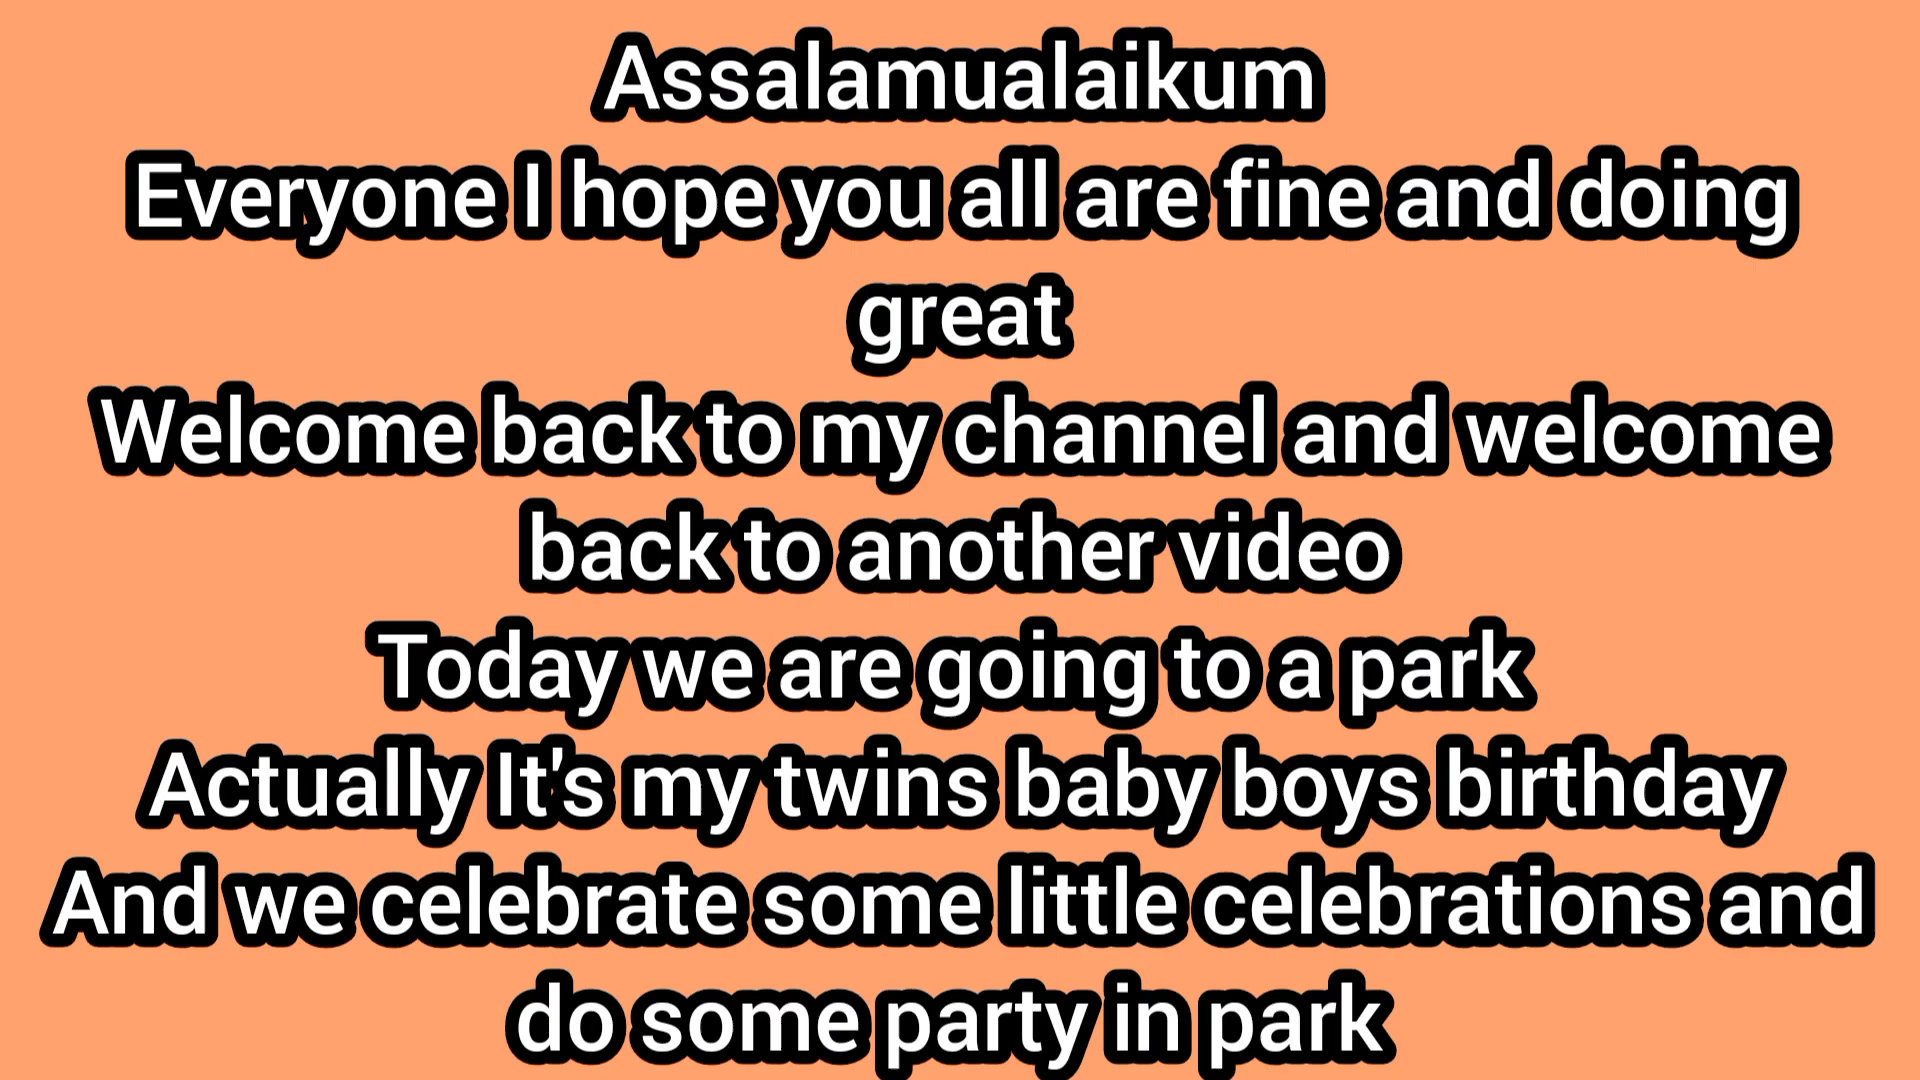 Assalamualaikum
Everyone I hope you all are fine and doing
great
Welcome back to my channel and welcome
back to another video
Today we are going to a park
Actually It's my twins baby boys birthday
And we celebrate some little celebrations and
do some party in park